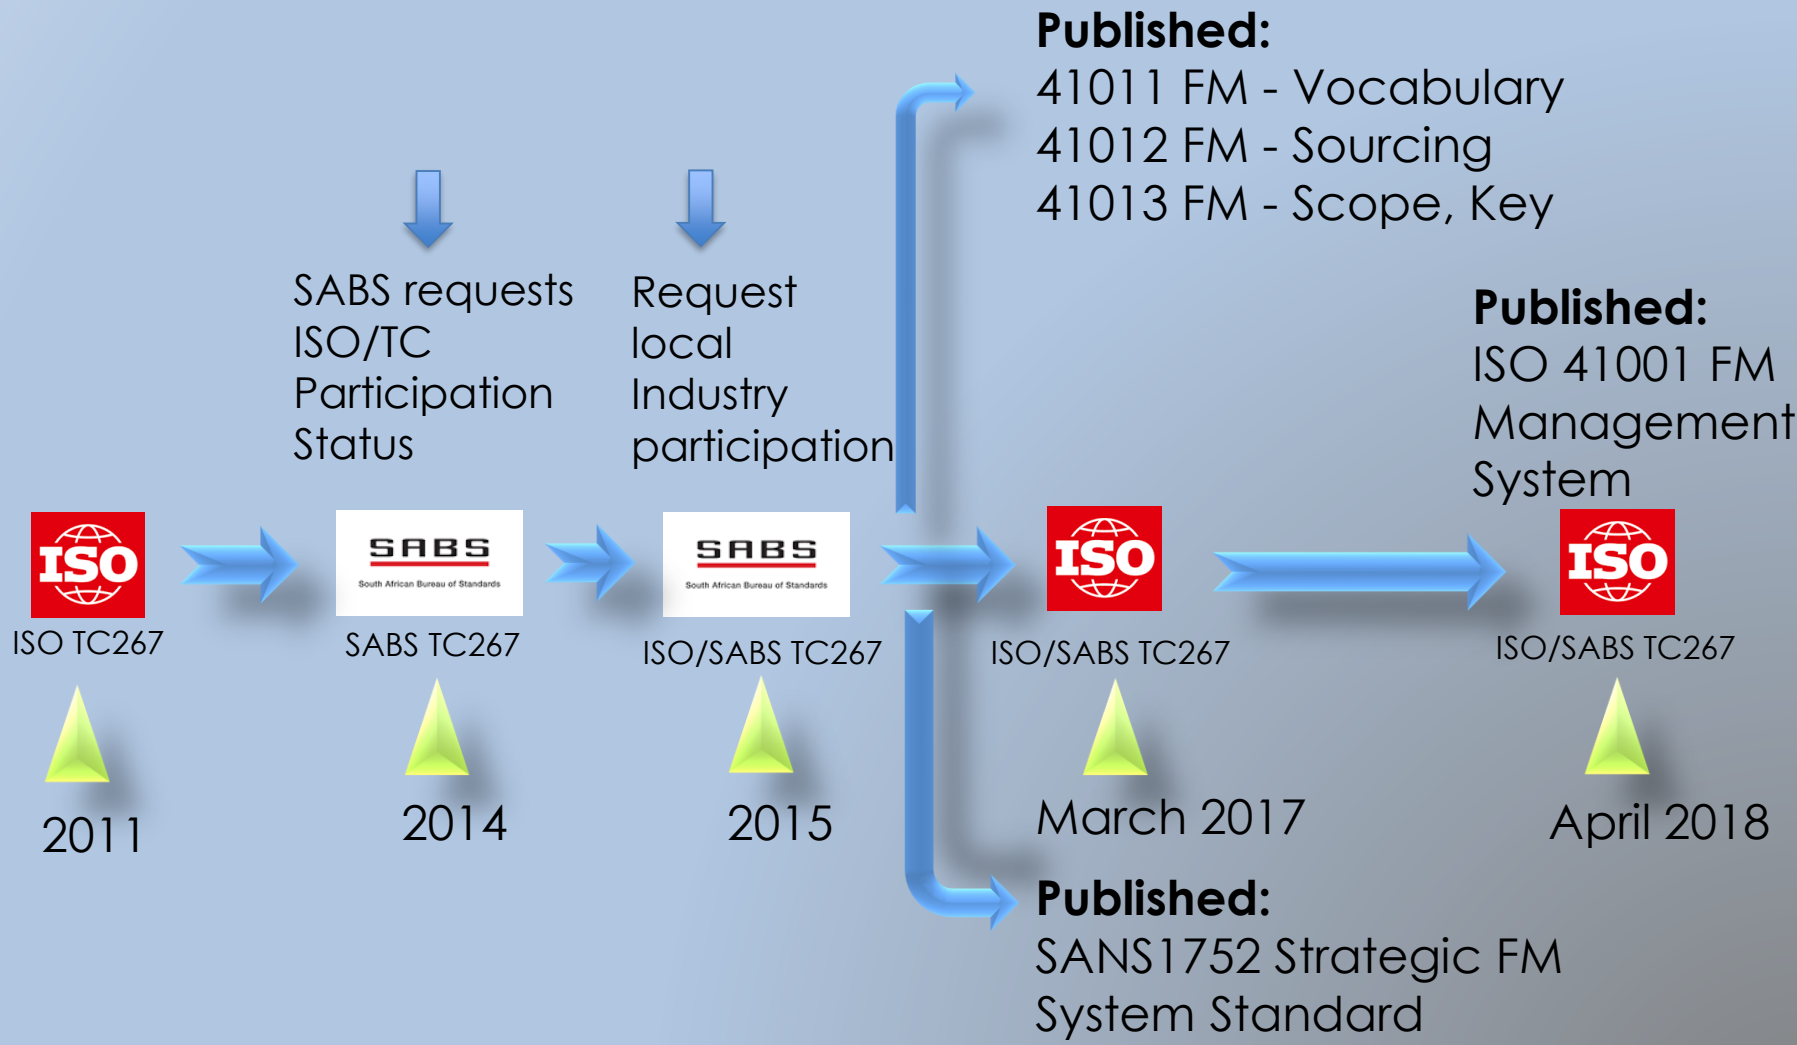 Published:
41011 FM - Vocabulary
41012 FM - Sourcing
41013 FM - Scope, Key
SABS requests
ISO/TC
Participation
Status
Request
local
Industry
participation
Published:
ISO 41001 FM
Management
System
ISO
SABS
South African Bureau of Standards
SABS
South African Bureau of Standards
ISO
ISO
ISO TC267
SABS TC267
ISO/SABS TC267
ISO/SABS TC267
ISO/SABS TC267
2011
2014
2015
March 2017
April 2018
Published:
SANS1752 Strategic FM
System Standard